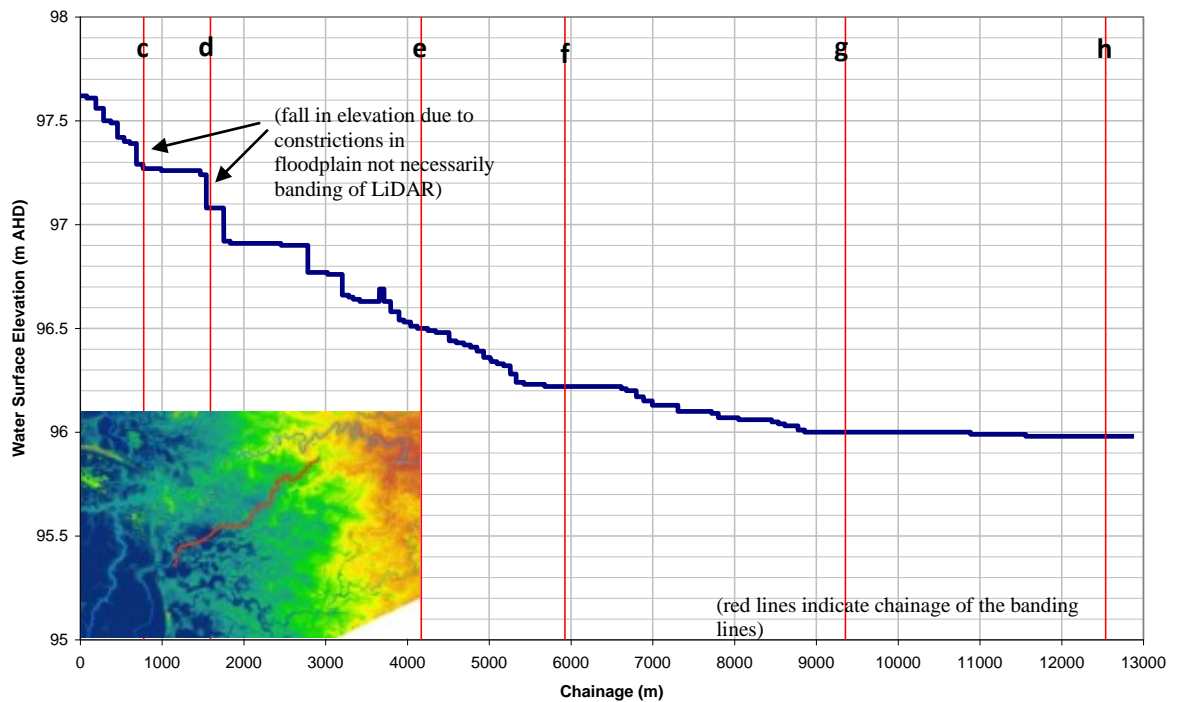 98
c
d
e
f
g
h
97.5
(fall in elevation due to
constrictions in
floodplain not necessarily
banding of LiDAR)
97
Water Surface Elevation (m AHD)
96.5
96
95.5
(red lines indicate chainage of the banding
lines)
95
0 1000 2000 3000 4000 5000 6000 7000 8000 9000 10000 11000 12000 13000
Chainage (m)